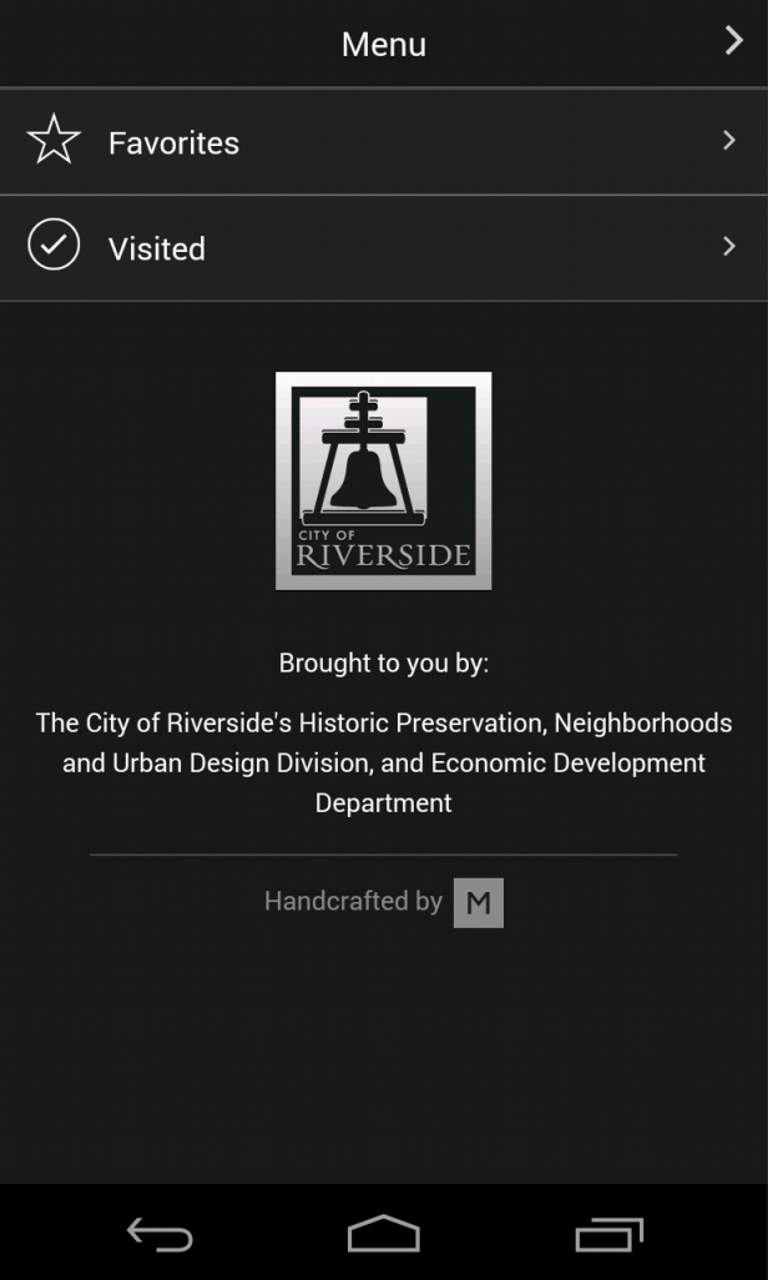 Menu
Favorites
Visited
CITY OF
RIVERSIDE
Brought to you by:
The City of Riverside's Historic Preservation, Neighborhoods
and Urban Design Division, and Economic Development
Department
Handcrafted by M